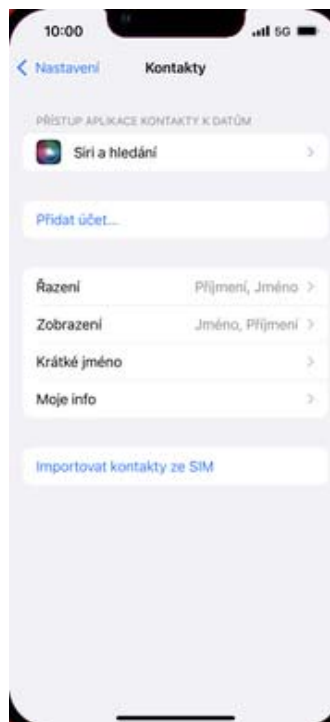 10:00
5G
Nastavení
Kontakty
PŘÍSTUP APLIKACE KONTAKTY K DATŮM
Siri a hledání
Přidat účet...
Řazení
Příjmení, Jméno
Zobrazení
Jméno, Příjmení
Krátké jméno
Moje info
Importovat kontakty ze SIM